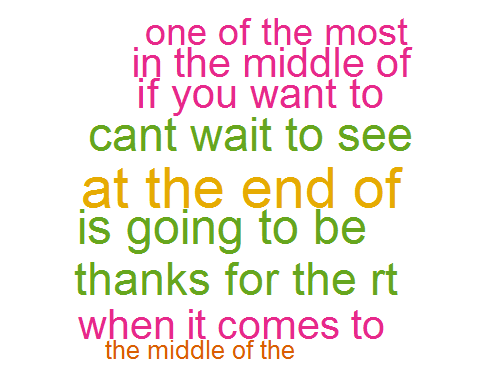 one of the most
in the middle of
if you want to
cant wait to see
at the end of
is going to be
thanks for the rt
when it comes to
the middle of the